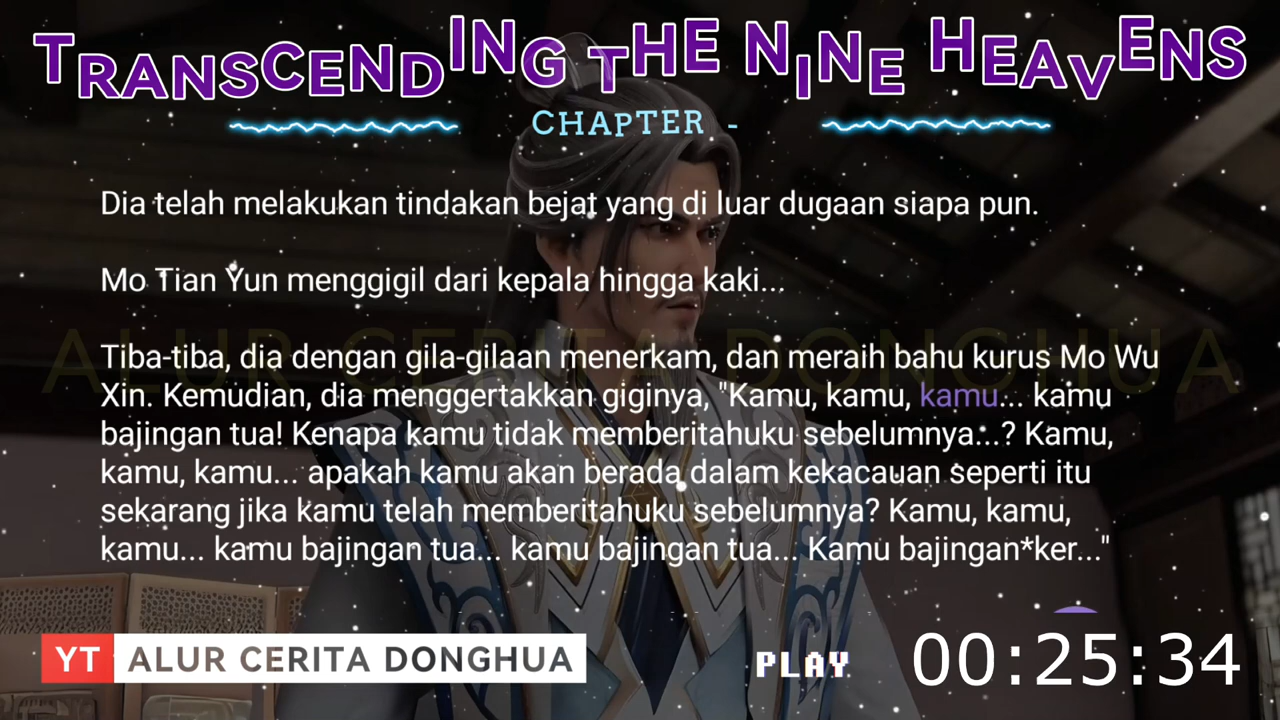 TRANSCENDING THE NINE HEAVENS
CHAPTER -
Dia telah melakukan tindakan bejat yang di luar dugaan siapa pun.
Mo Tian Yun menggigil dari kepala hingga kaki...
ALUR CERITA DONGHUA
Tiba-tiba, dia dengan gila-gilaan menerkam, dan meraih bahu kurus Mo Wu
Xin. Kemudian, dia menggertakkan giginya, "Kamu, kamu, kamu... kamu
bajingan tua! Kenapa kamu tidak memberitahuku sebelumnya...? Kamu,
kamu, kamu... apakah kamu akan berada dalam kekacauan seperti itu
sekarang jika kamu telah memberitahuku sebelumnya? Kamu, kamu,
kamu... kamu bajingan tua... kamu bajingan tua... Kamu bajingan*ker..."
YT ALUR CERITA DONGHUA
PLAY
00:25:34